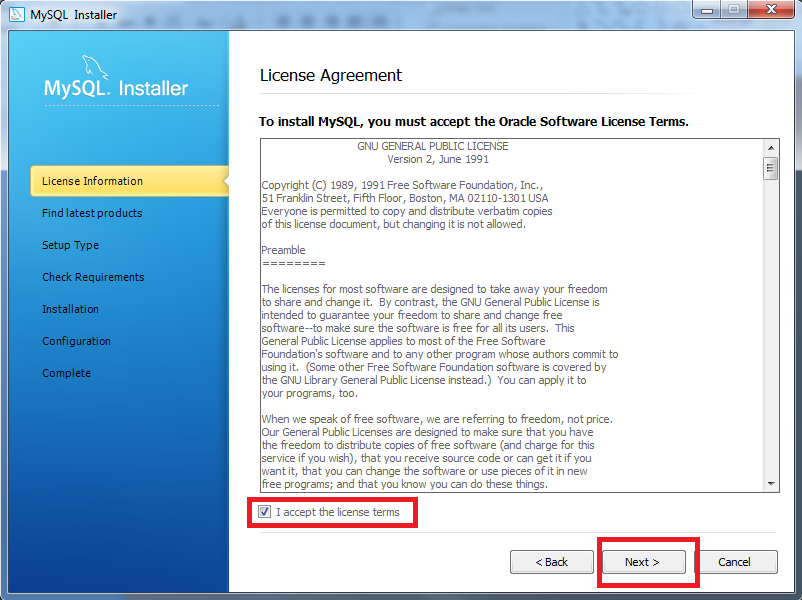 MySQL Installer
MySQL. Installer
License Information
Find latest products
Setup Type
Check Requirements
Installation
Configuration
Complete
License Agreement
To install MySQL, you must accept the Oracle Software License Terms.
GNU GENERAL PUBLIC LICENSE
Version 2, June 1991
Copyright (C) 1989, 1991 Free Software Foundation, Inc.,
51 Franklin Street, Fifth Floor, Boston, MA 02110-1301 USA
Everyone is permitted to copy and distribute verbatim copies
of this license document, but changing it is not allowed.
Preamble
========
The licenses for most software are designed to take away your freedom
to share and change it.  By contrast, the GNU General Public License is
intended to guarantee your freedom to share and change free
software--to make sure the software is free for all its users.  This
General Public License applies to most of the Free Software
Foundation's software and to any other program whose authors commit to
using it.  (Some other Free Software Foundation software is covered by
the GNU Library General Public License instead.)  You can apply it to
your programs, too.
When we speak of free software, we are referring to freedom, not price.
Our General Public Licenses are designed to make sure that you have
the freedom to distribute copies of free software (and charge for this
service if you wish), that you receive source code or can get it if you
want it, that you can change the software or use pieces of it in new
free programs; and that you know you can do these things.
I accept the license terms
< Back
Next >
Cancel